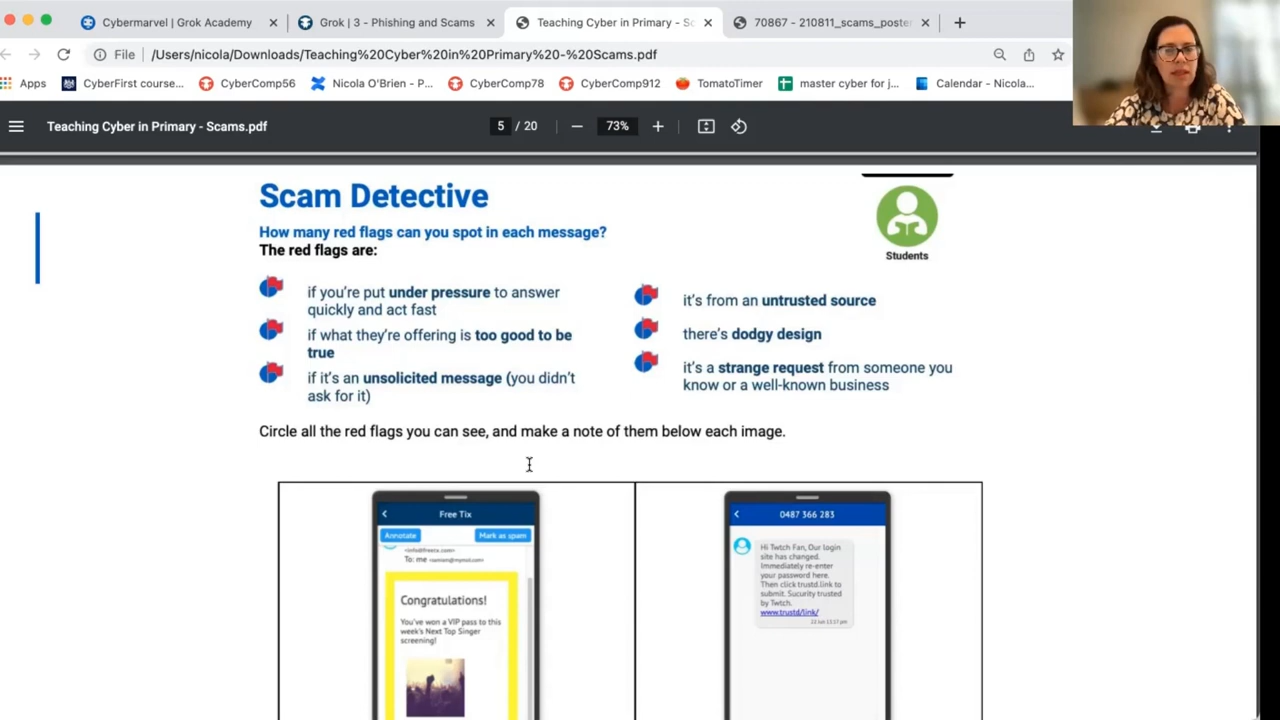 Cybermarvel | Grok Academy
Grok | 3 - Phishing and Scams
Teaching Cyber in Primary - Sc
70867 - 210811_scams_poster
File
/Users/nicola/Downloads/Teaching%20Cyber%20in%20Primary%20-%20Scams.pdf
Apps
CyberFirst course...
CyberComp56
Nicola O'Brien - P...
CyberComp78
CyberComp912
TomatoTimer
master cyber for j...
Calendar - Nicola...
Teaching Cyber in Primary - Scams.pdf
5 / 20
73%
Scam Detective
How many red flags can you spot in each message?
The red flags are:
Students
if you're put under pressure to answer
quickly and act fast
if what they're offering is too good to be
true
if it's an unsolicited message (you didn't
ask for it)
it's from an untrusted source
there's dodgy design
it's a strange request from someone you
know or a well-known business
Circle all the red flags you can see, and make a note of them below each image.
Free Tix
Annotate
Mark as spam
To: me
Congratulations!
You've won a VIP pass to this
week's Next Top Singer
screening!
0487 366 283
Hi Twtch Fan, Our login
site has changed.
Immediately re-enter
your password here.
Then click trustd.link to
submit. Sucurity trusted
by Twtch.
www.trustd/link/